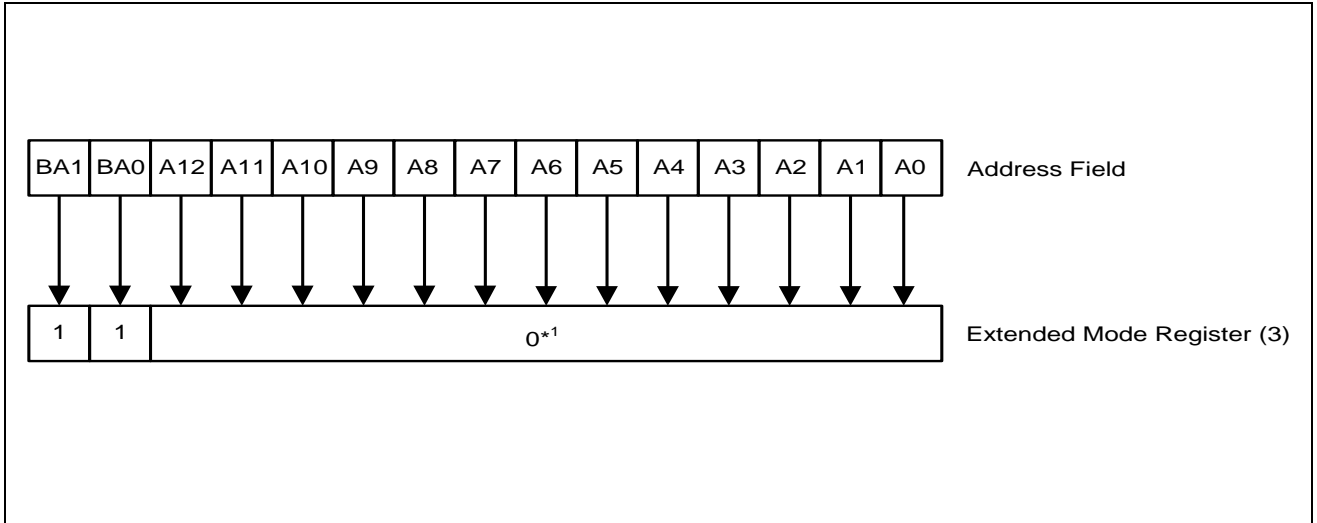 BA1 BA0 A12 A11 A10 A9 A8 A7 A6 A5 A4 A3 A2 A1 A0 Address Field
1 1 0*1 Extended Mode Register (3)